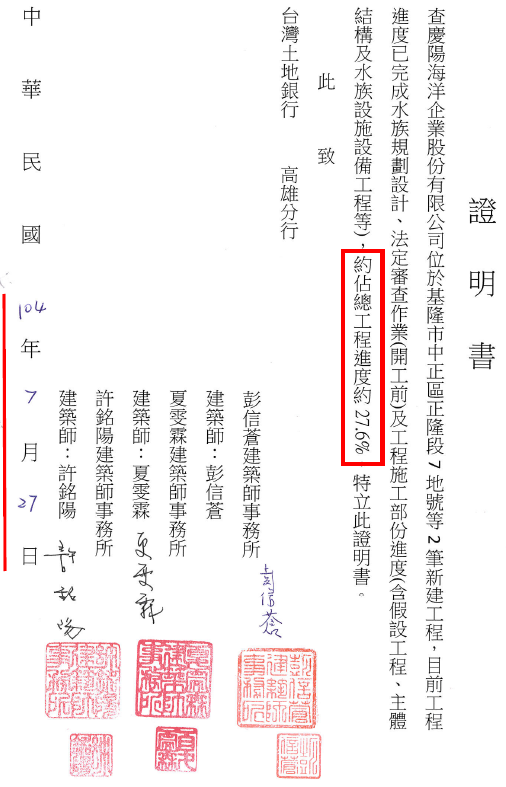 證明書
查慶陽海洋企業股份有限公司位於基隆市中正區正隆段7地號等2筆新建工程，目前工程
進度已完成水族規劃設計、法定審查作業(開工前)及工程施工部份進度(含假設工程、主體
結構及水族設施設備工程等)，約佔總工程進度約27.6% 特立此證明書。
此致
台灣土地銀行 高雄分行
彭信蒼建築師事務所
建築師：彭信蒼 彭信蒼
夏雯霖建築師事務所
建築師：夏雯霖 夏雯霖
許銘陽建築師事務所
建築師：許銘陽 許銘陽
中華民國104年7月27日